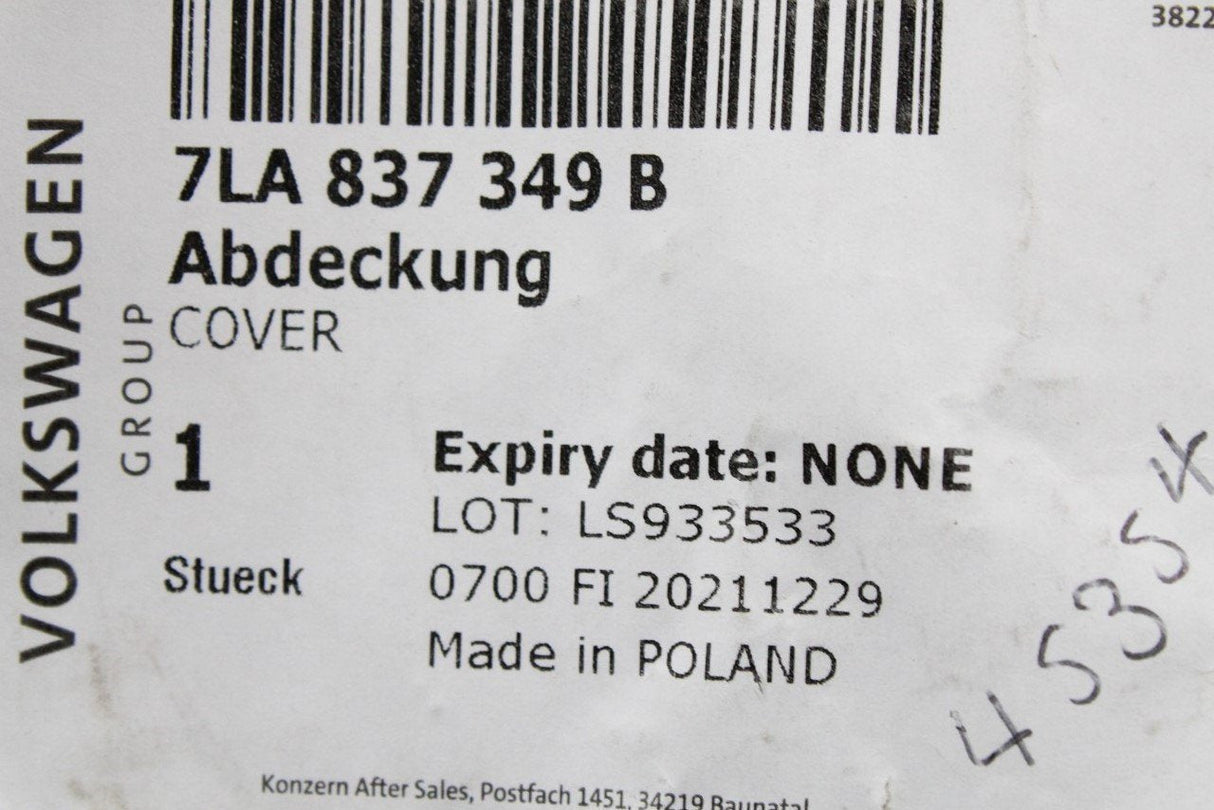 3822
7LA 837 349 B
Abdeckung
COVER
VOLKSWAGEN
GROUP
1
Stueck
Expiry date: NONE
LOT: LS933533
0700 FI 20211229
Made in POLAND
45354
Konzern After Sales, Postfach 1451, 34219 Baunatal